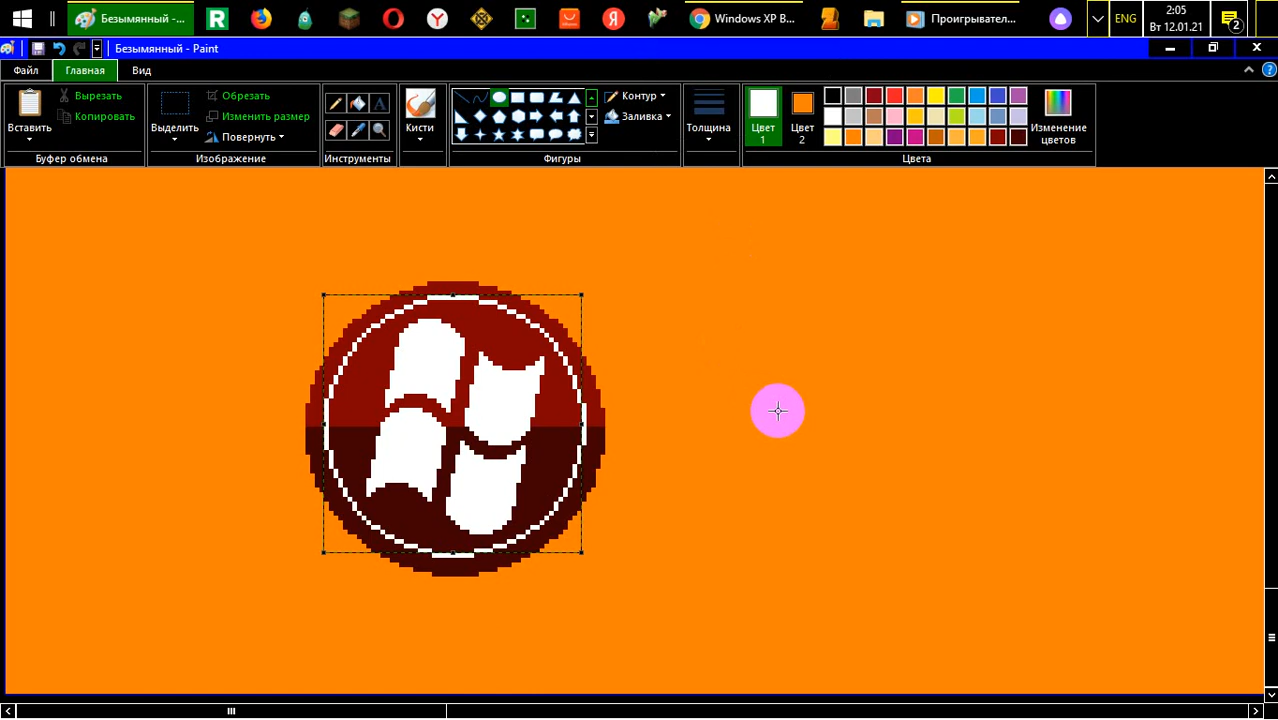 Безымянный -...
Windows XP B...
Проигрывател...
ENG
2:05
Вт 12.01.21
2
Безымянный - Paint
Файл
Главная
Вид
Вставить
Вырезать
Копировать
Буфер обмена
Выделить
Обрезать
Изменить размер
Повернуть
Изображение
Инструменты
Кисти
Контур
Заливка
Фигуры
Толщина
Цвет
1
Цвет
2
Цвета
Изменение
цветов